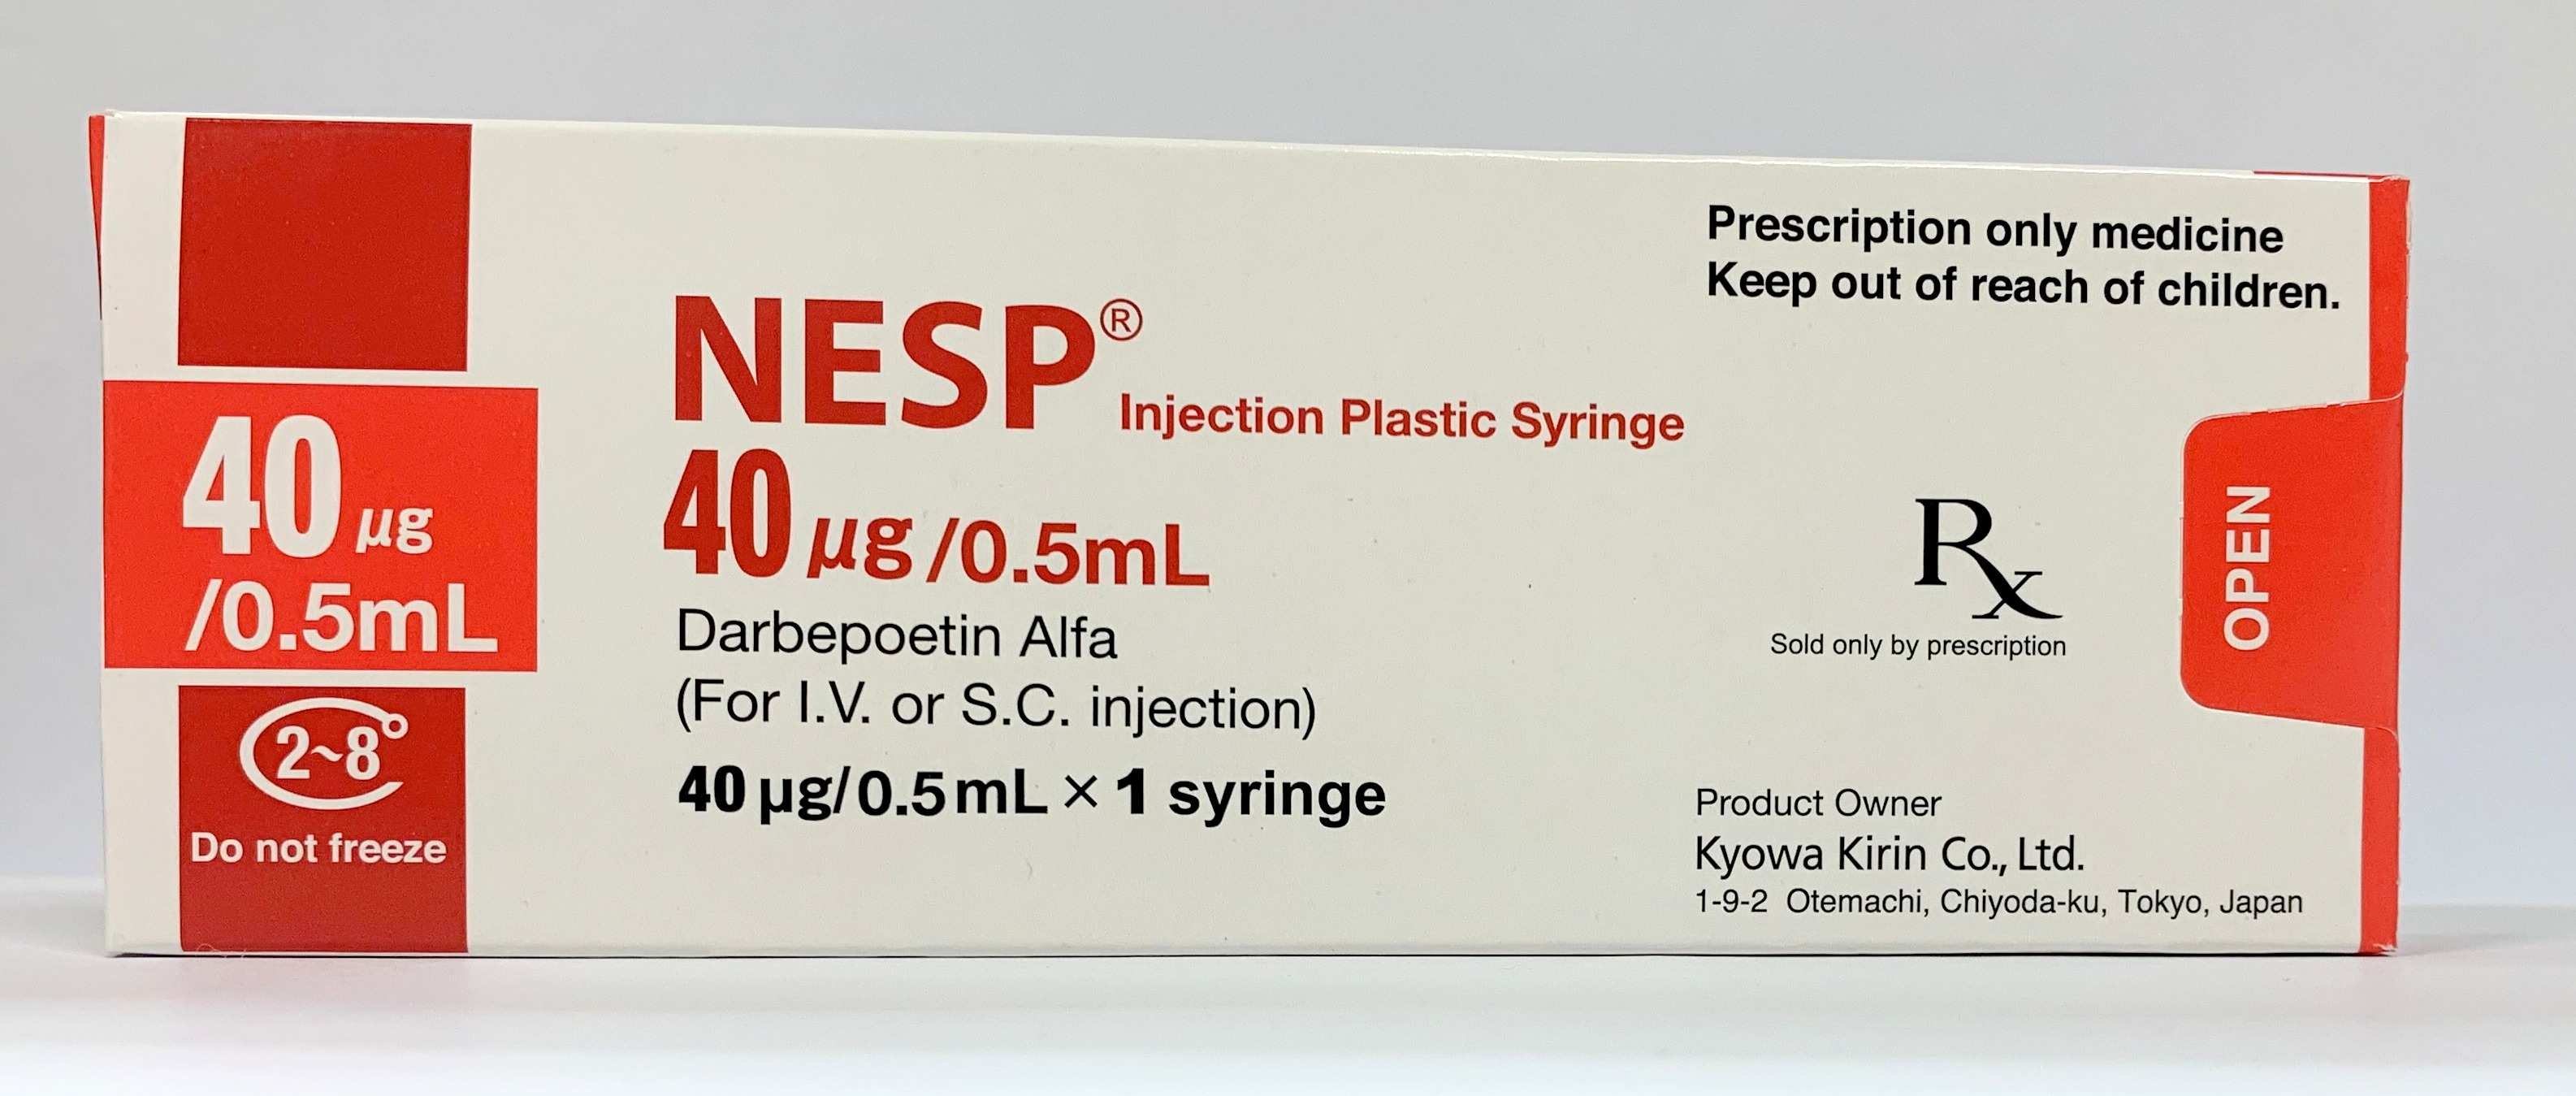 40 µg
/0.5mL
2~8°
Do not freeze
NESP®
Injection Plastic Syringe
40 µg /0.5mL
Darbepoetin Alfa
(For I.V. or S.C. injection)
40 µg/0.5 mL × 1 syringe
Prescription only medicine
Keep out of reach of children.
Rx
Sold only by prescription
OPEN
Product Owner
Kyowa Kirin Co., Ltd.
1-9-2 Otemachi, Chiyoda-ku, Tokyo, Japan